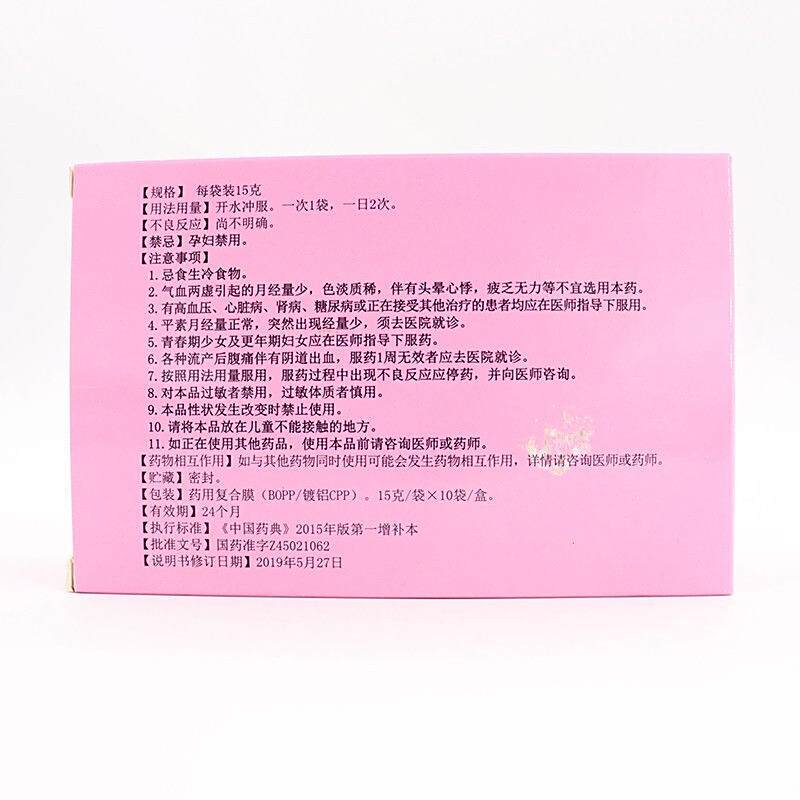 【规格】 每袋装15克
【用法用量】开水冲服。一次1袋，一日2次。
【不良反应】尚不明确。
【禁忌】孕妇禁用。
【注意事项】
1.忌食生冷食物。
2.气血两虚引起的月经量少，色淡质稀，伴有头晕心悸，疲乏无力等不宜选用本药。
3.有高血压、心脏病、肾病、糖尿病或正在接受其他治疗的患者均应在医师指导下服用。
4.平素月经量正常，突然出现经量少，须去医院就诊。
5.青春期少女及更年期妇女应在医师指导下服药。
6.各种流产后腹痛伴有阴道出血，服药1周无效者应去医院就诊。
7.按照用法用量服用，服药过程中出现不良反应应停药，并向医师咨询。
8.对本品过敏者禁用，过敏体质者慎用。
9.本品性状发生改变时禁止使用。
10.请将本品放在儿童不能接触的地方。
11.如正在使用其他药品，使用本品前请咨询医师或药师。
【药物相互作用】如与其他药物同时使用可能会发生药物相互作用，详情请咨询医师或药师。
【贮藏】密封。
【包装】药用复合膜（BOPP/镀铝CPP）。15克/袋×10袋/盒。
【有效期】24个月
【执行标准】《中国药典》2015年版第一增补本
【批准文号】国药准字Z45021062
【说明书修订日期】2019年5月27日